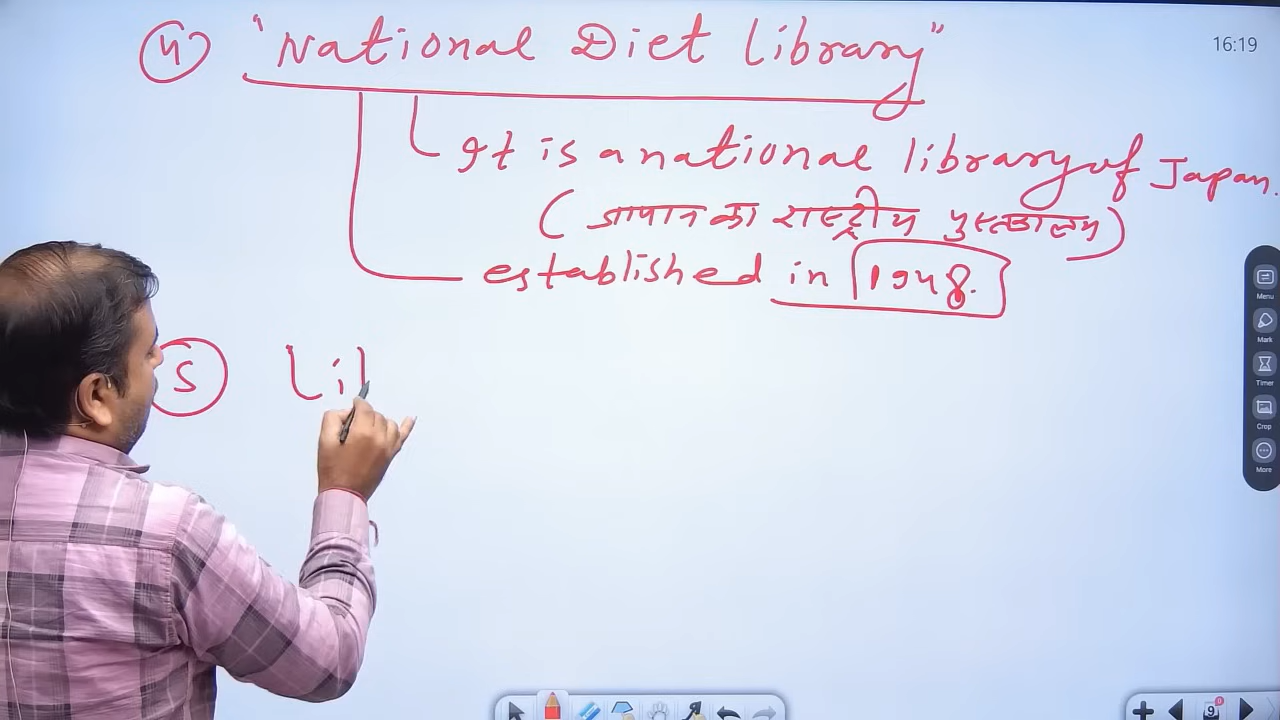 16:19
④ "National Diet Library"
It is a national library of Japan.
(जापान का राष्ट्रीय पुस्तकालय)
established in 1948.
⑤ Lib
Menu
Mark
Timer
Crop
More
9